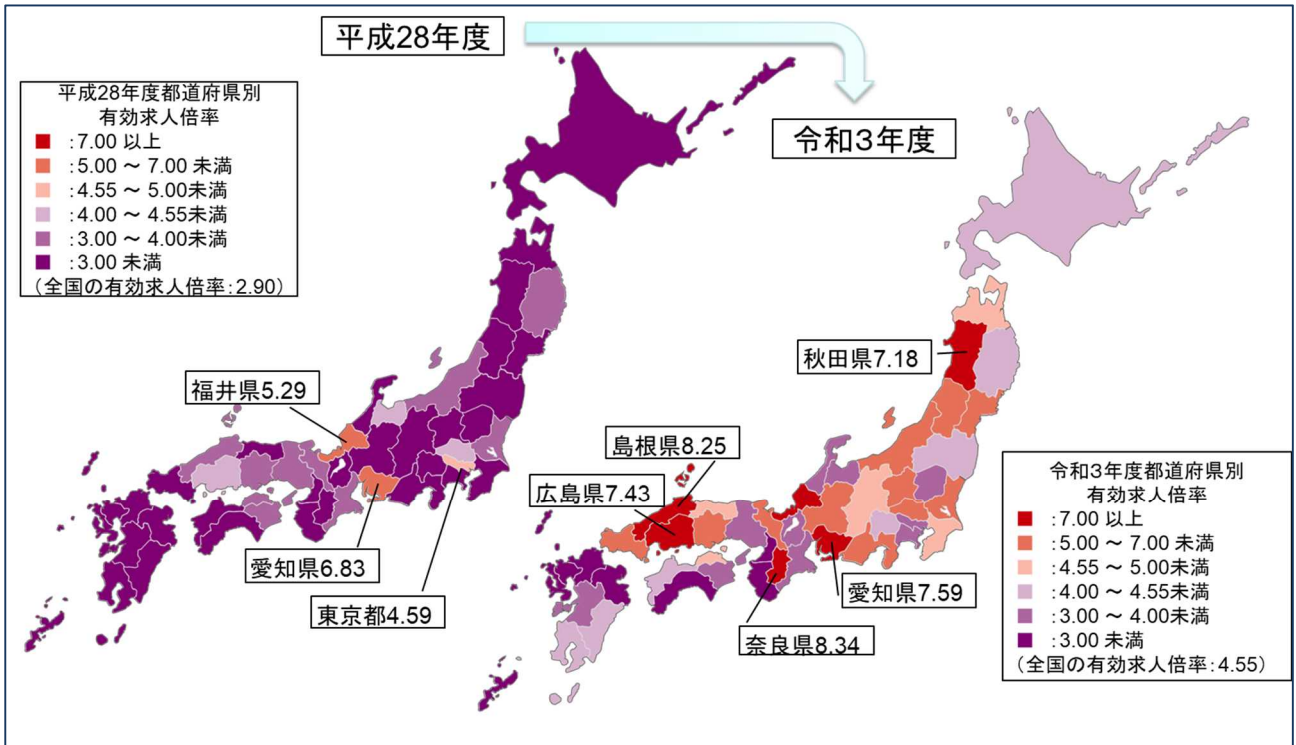 平成28年度
平成28年度都道府県別
有効求人倍率
:7.00 以上
:5.00 ～ 7.00 未満
:4.55 ～ 5.00未満
:4.00 ～ 4.55未満
:3.00 ～ 4.00未満
:3.00 未満
（全国の有効求人倍率:2.90）
福井県5.29
愛知県6.83
東京都4.59
令和3年度
秋田県7.18
島根県8.25
広島県7.43
愛知県7.59
奈良県8.34
令和3年度都道府県別
有効求人倍率
:7.00 以上
:5.00 ～ 7.00 未満
:4.55 ～ 5.00未満
:4.00 ～ 4.55未満
:3.00 ～ 4.00未満
:3.00 未満
（全国の有効求人倍率:4.55）